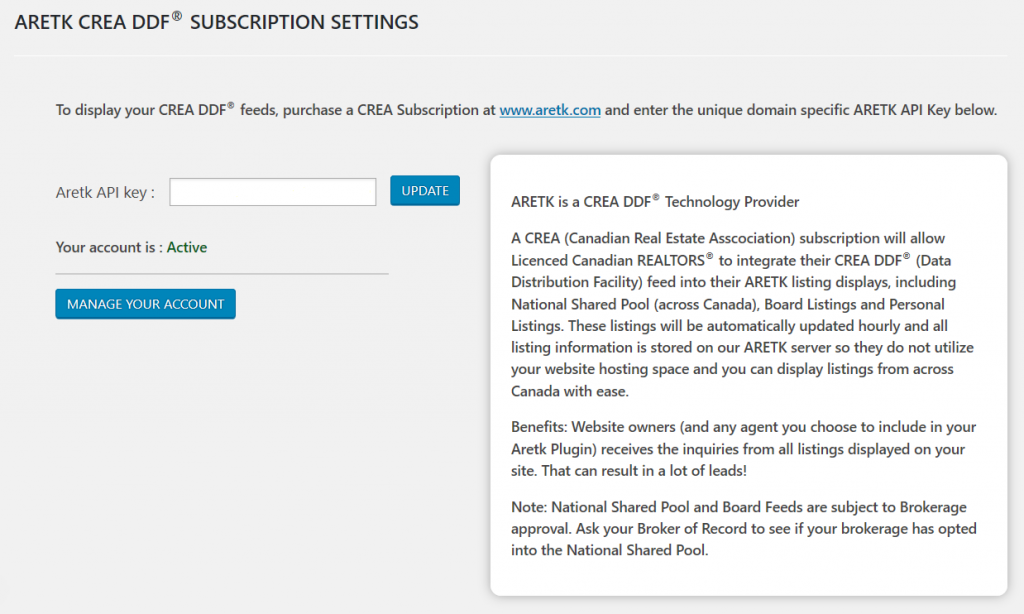 ARETK CREA DDF® SUBSCRIPTION SETTINGS
To display your CREA DDF® feeds, purchase a CREA Subscription at www.aretk.com and enter the unique domain specific ARETK API Key below.
Aretk API key :
UPDATE
Your account is : Active
MANAGE YOUR ACCOUNT
ARETK is a CREA DDF® Technology Provider
A CREA (Canadian Real Estate Asscociation) subscription will allow
Licenced Canadian REALTORS® to integrate their CREA DDF® (Data
Distribution Facility) feed into their ARETK listing displays, including
National Shared Pool (across Canada), Board Listings and Personal
Listings. These listings will be automatically updated hourly and all
listing information is stored on our ARETK server so they do not utilize
your website hosting space and you can display listings from across
Canada with ease.
Benefits: Website owners (and any agent you choose to include in your
Aretk Plugin) receives the inquiries from all listings displayed on your
site. That can result in a lot of leads!
Note: National Shared Pool and Board Feeds are subject to Brokerage
approval. Ask your Broker of Record to see if your brokerage has opted
into the National Shared Pool.